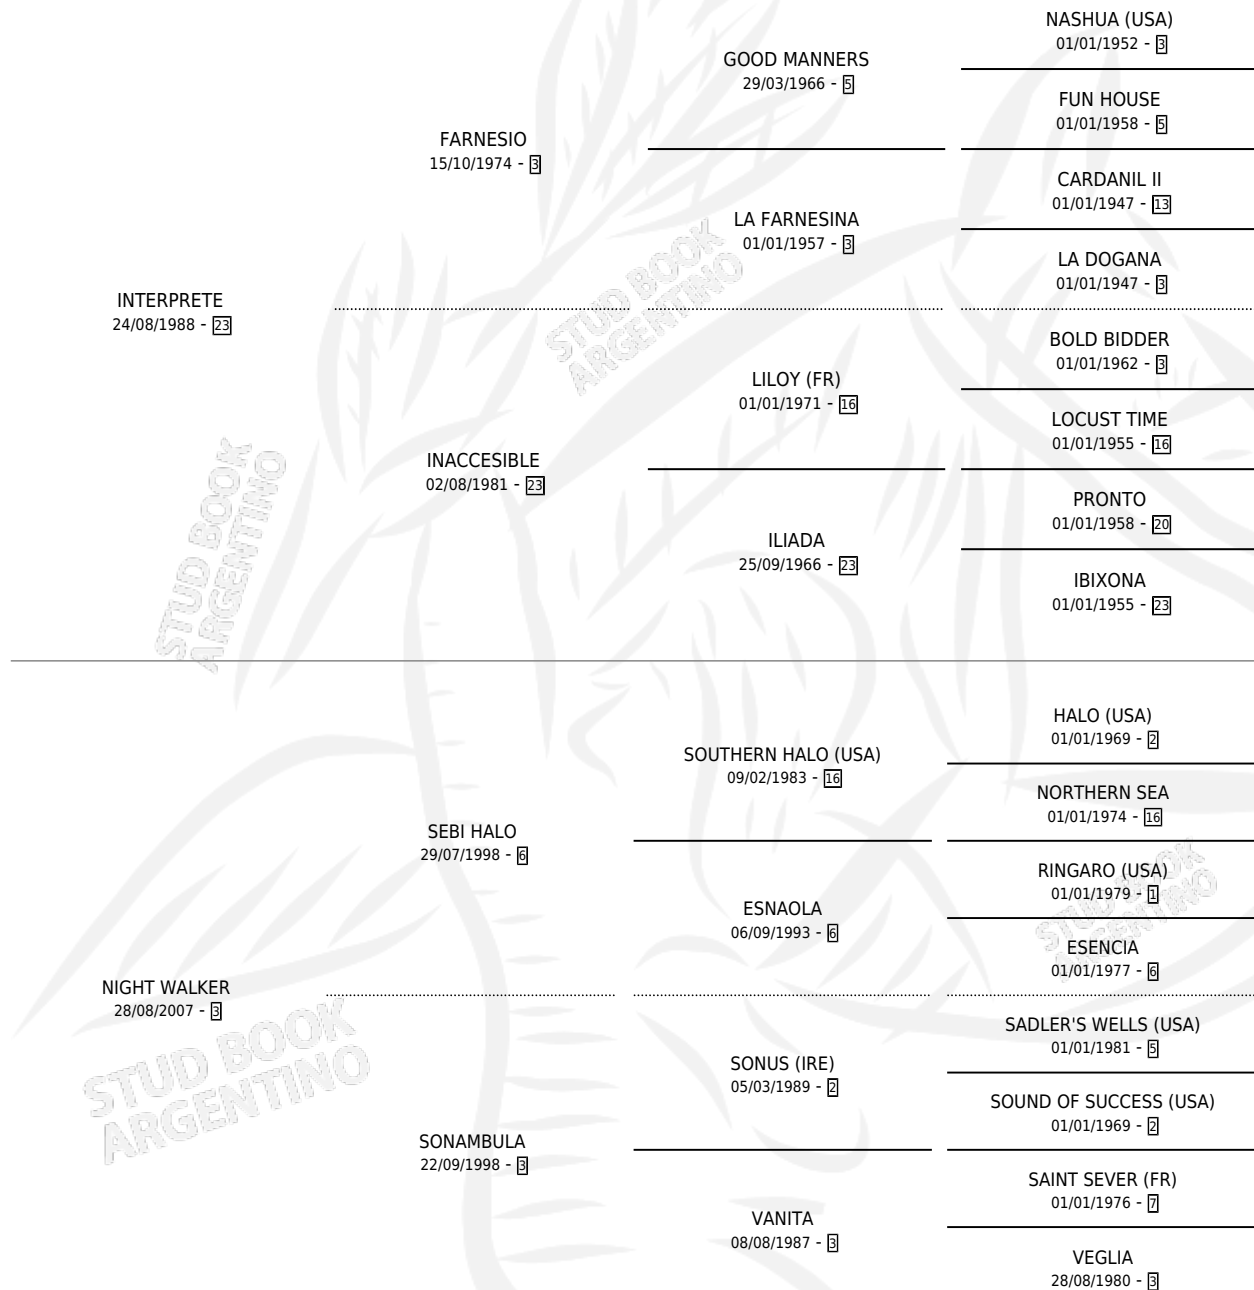 NASHUA (USA)
01/01/1952 - 3
GOOD MANNERS
29/03/1966 - 5
FUN HOUSE
01/01/1958 - 5
FARNESIO
15/10/1974 - 3
CARDANIL II
01/01/1947 - 13
LA FARNESINA
01/01/1957 - 3
LA DOGANA
01/01/1947 - 3
INTERPRETE
24/08/1988 - 23
BOLD BIDDER
01/01/1962 - 3
LILOY (FR)
01/01/1971 - 16
LOCUST TIME
01/01/1955 - 16
INACCESIBLE
02/08/1981 - 23
PRONTO
01/01/1958 - 20
ILIADA
25/09/1966 - 23
IBIXONA
01/01/1955 - 23
HALO (USA)
01/01/1969 - 2
SOUTHERN HALO (USA)
09/02/1983 - 16
NORTHERN SEA
01/01/1974 - 16
SEBI HALO
29/07/1998 - 6
RINGARO (USA)
01/01/1979 - 1
ESNAOLA
06/09/1993 - 6
ESENCIA
01/01/1977 - 6
NIGHT WALKER
28/08/2007 - 3
SADLER'S WELLS (USA)
01/01/1981 - 5
SONUS (IRE)
05/03/1989 - 2
SOUND OF SUCCESS (USA)
01/01/1969 - 2
SONAMBULA
22/09/1998 - 3
SAINT SEVER (FR)
01/01/1976 - 7
VANITA
08/08/1987 - 3
VEGLIA
28/08/1980 - 3
STUD BOOK
ARGENTINO
STUD BOOK
ARGENTINO
STUD BOOK
ARGENTINO
STUD BOOK
ARGENTINO